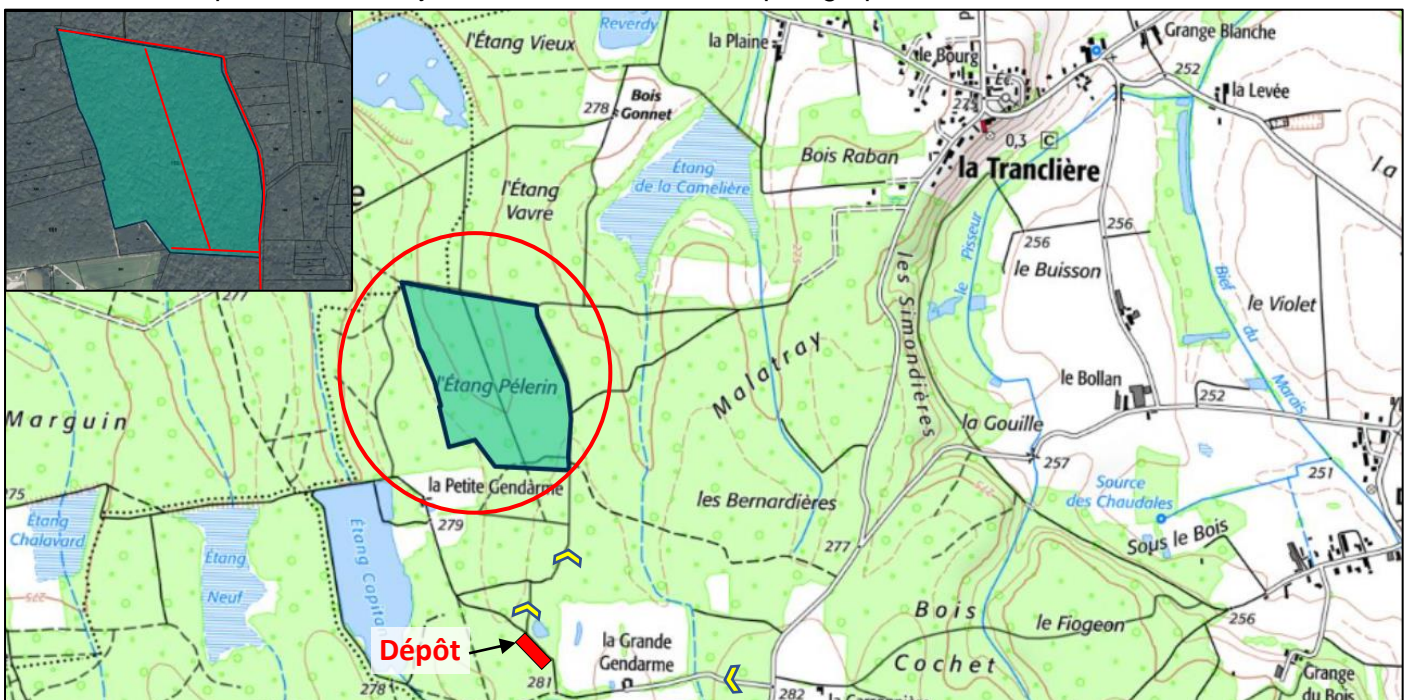 Reverdy
l'Étang Vieux
la Plaine
le Bourg
Grange Blanche
252
la Levée
278
Bois
Gonnet
Ét.
0,3 C
la Tranclière
Bois Raban
Étang
de la Camelière
l'Étang
Vavre
le Pisseur
256
256
le Buisson
Bief du Marais
le Violet
La
277
les Simondières
Malatray
l'Étang Pélerin
le Bollan
252
Marguin
la Gouille
257
251
la Petite Gendarme
279
les Bernardières
Source
des Chaudales
Sous le Bois
275
Étang
Chalavard
Étang
Neuf
Étang Capitan
277
275
275
Bois
Cochet
le Fiogeon
256
Dépôt
la Grande
Gendarme
281
278
282
Grange
du Bois